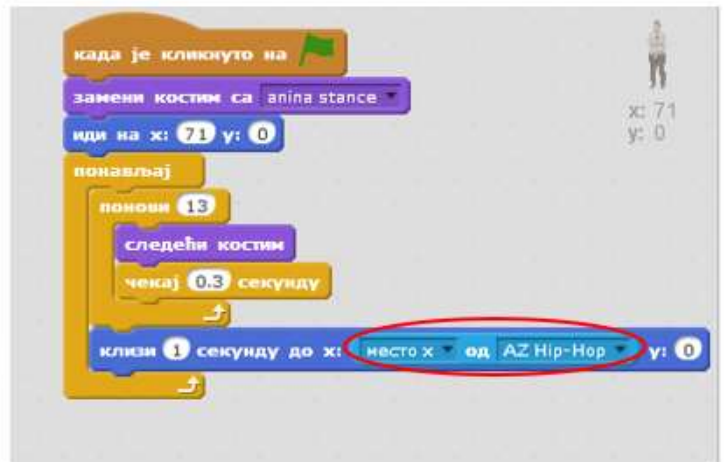 када је кликнуто на
замени костим са anina stance
иди на x: 71 y: 0
понављај
понови 13
следећи костим
чекај 0.3 секунду
клизи 1 секунду до x: место x од AZ Hip-Hop y: 0
x: 71
y: 0